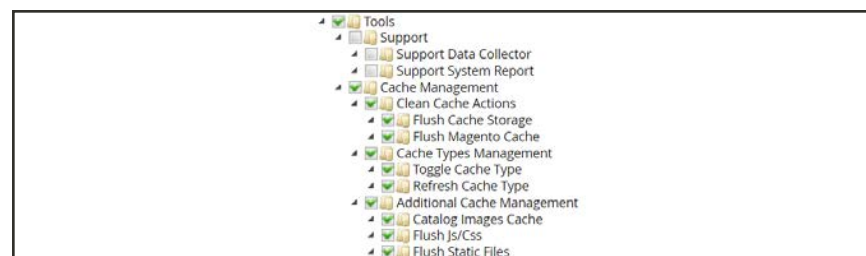 Tools
Support
Support Data Collector
Support System Report
Cache Management
Clean Cache Actions
Flush Cache Storage
Flush Magento Cache
Cache Types Management
Toggle Cache Type
Refresh Cache Type
Additional Cache Management
Catalog Images Cache
Flush Js/Css
Flush Static Files